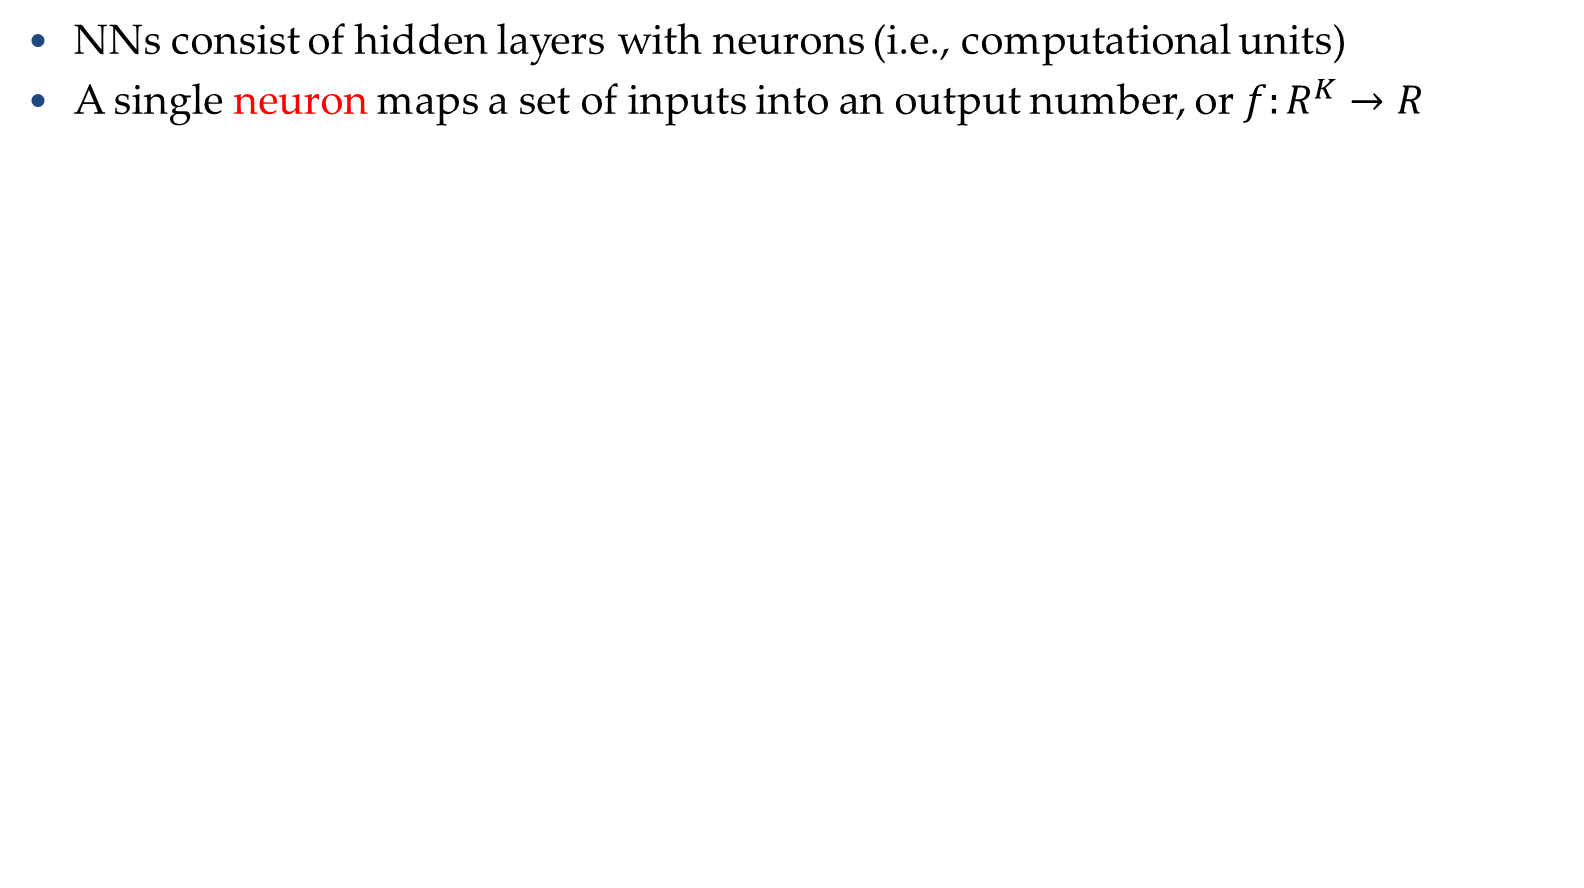 • NNs consist of hidden layers with neurons (i.e., computational units)
• A single neuron maps a set of inputs into an output number, or f: R^K → R